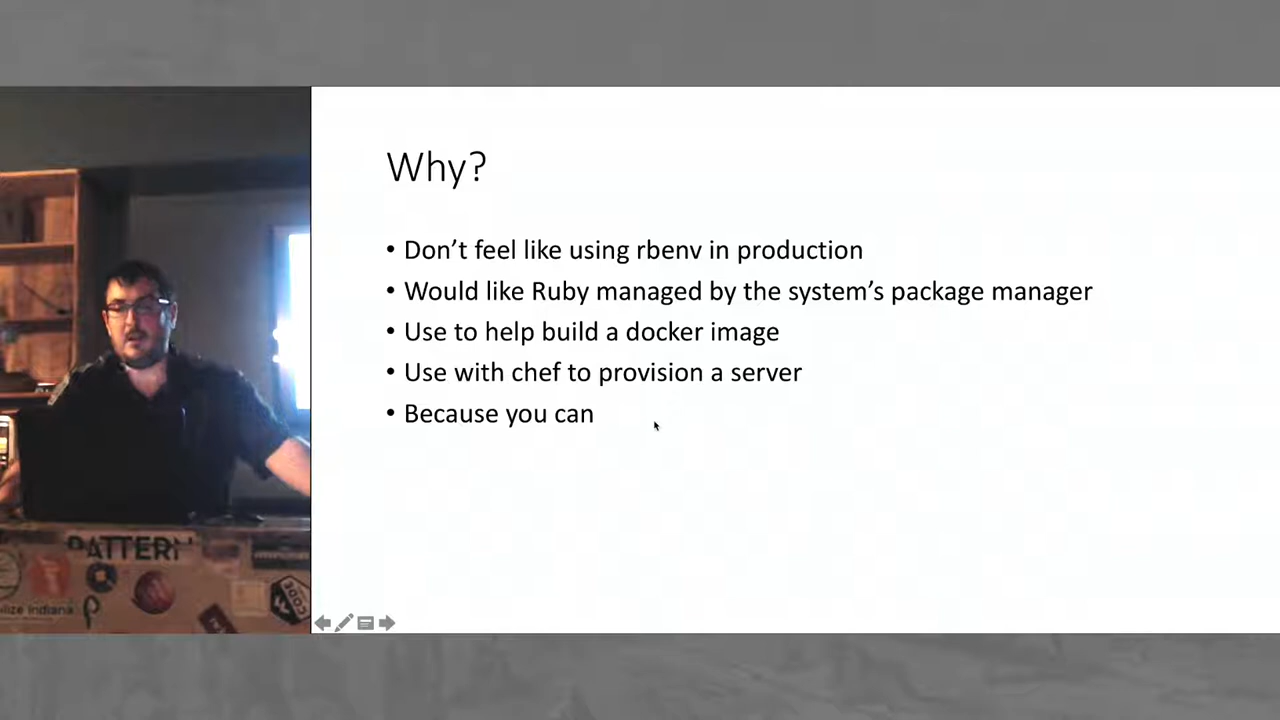 Why?
• Don’t feel like using rbenv in production
• Would like Ruby managed by the system’s package manager
• Use to help build a docker image
• Use with chef to provision a server
• Because you can
PATTERN
CODE